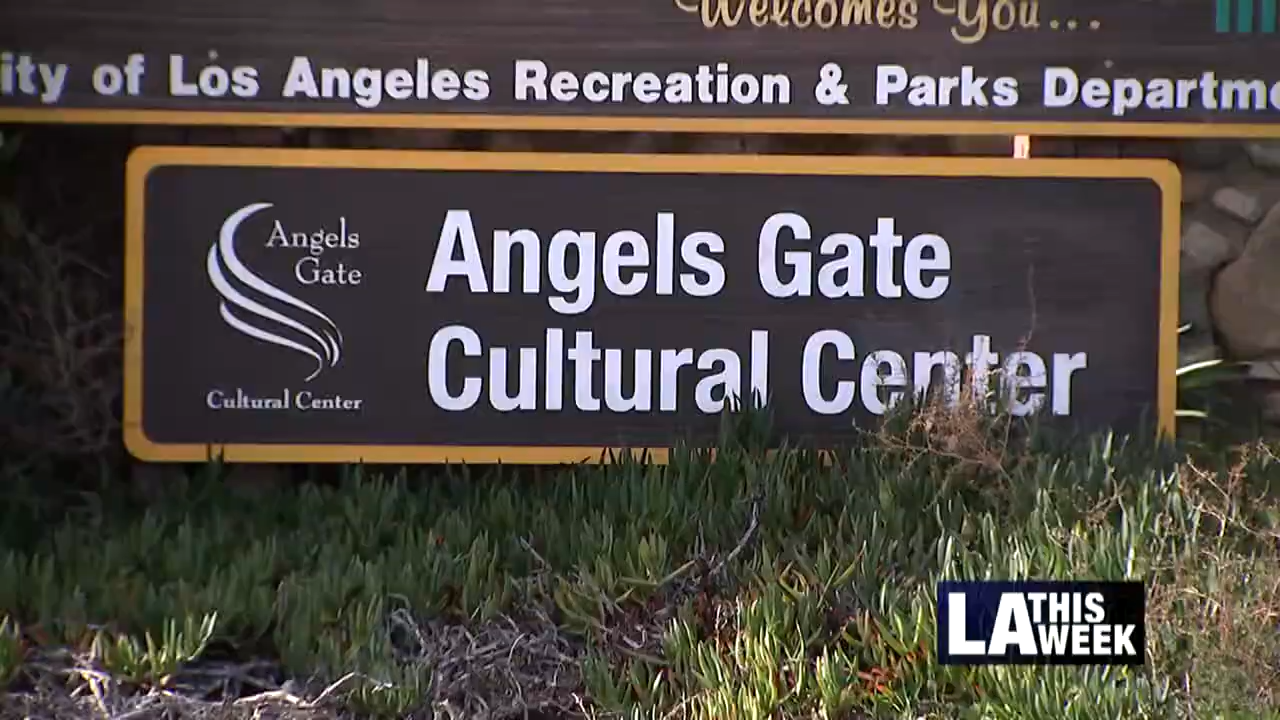 Welcomes You...
ity of Los Angeles Recreation & Parks Departme
Angels
Gate
Cultural Center
Angels Gate
Cultural Center
LA THIS
WEEK